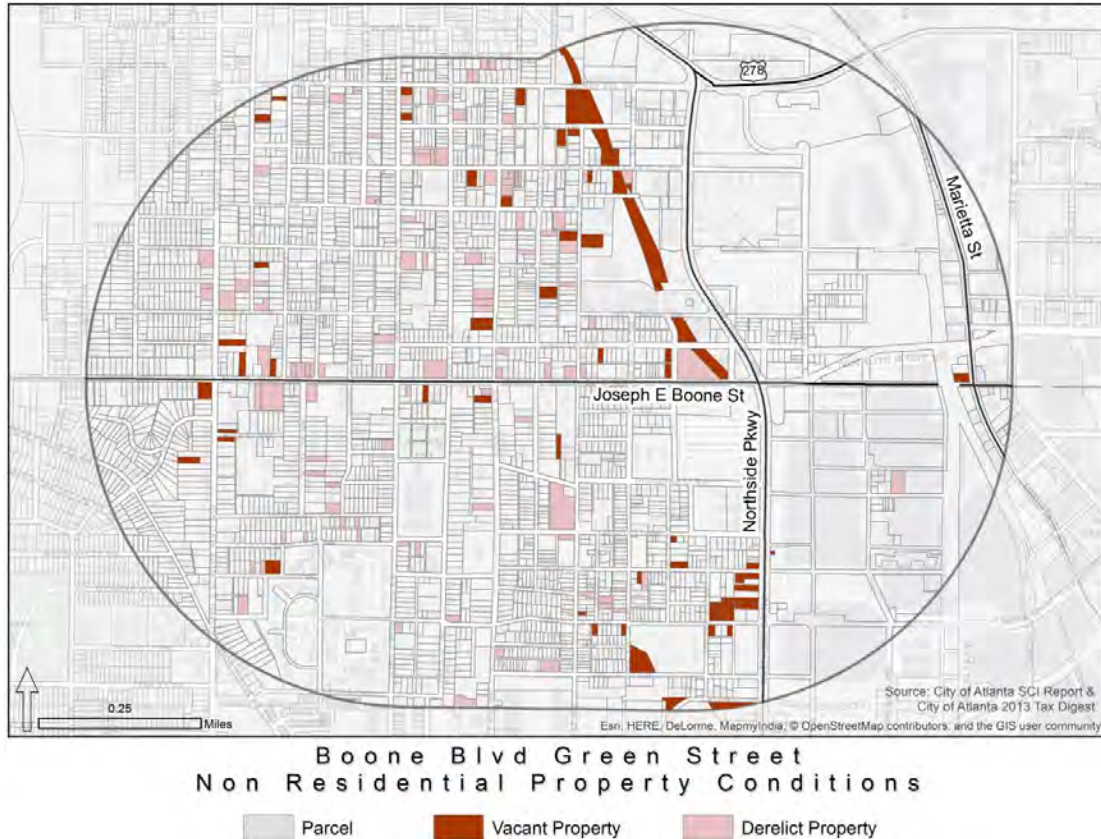 278
Marietta St
Joseph E Boone St
Northside Pkwy
0.25
Miles
Source: City of Atlanta SCI Report &
City of Atlanta 2013 Tax Digest
Esri, HERE, DeLorme, MapmyIndia, © OpenStreetMap contributors, and the GIS user community
Boone Blvd Green Street
Non Residential Property Conditions
Parcel
Vacant Property
Derelict Property